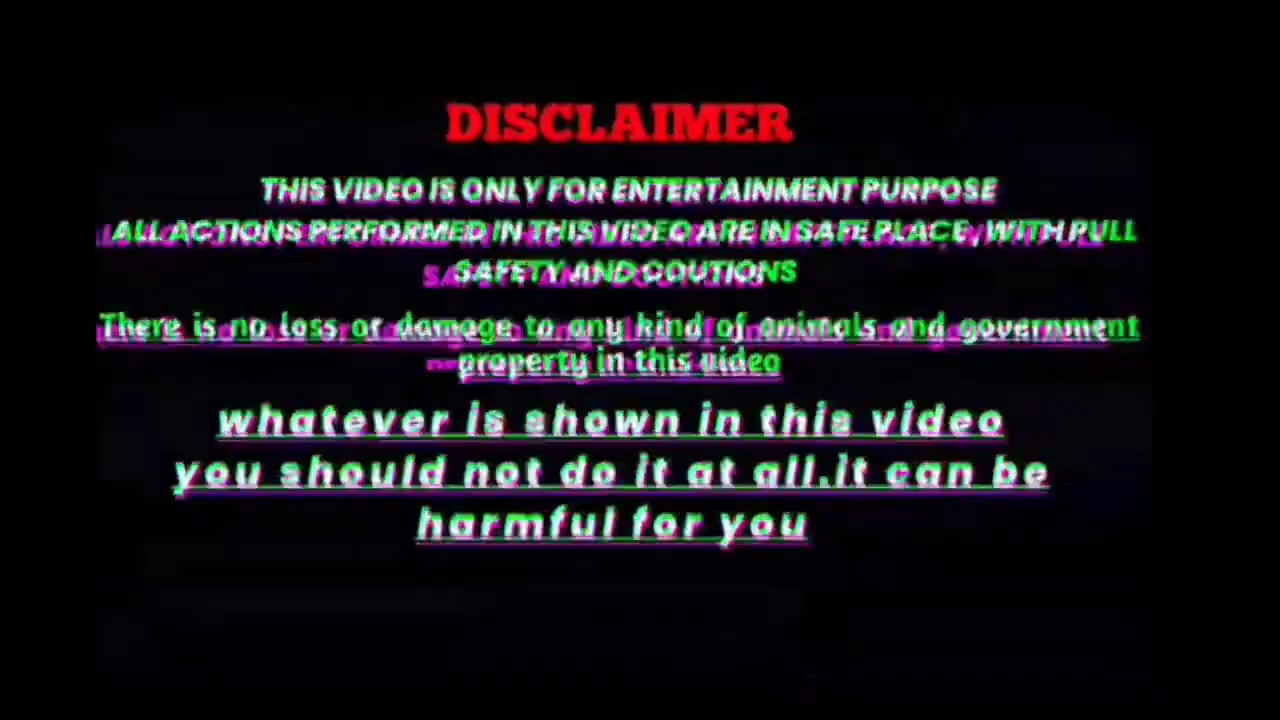 DISCLAIMER
THIS VIDEO IS ONLY FOR ENTERTAINMENT PURPOSE
ALL ACTIONS PERFORMED IN THIS VIDEO ARE IN SAFE PLACE, WITH PULL
SAFETY AND COUTIONS
There is no loss or damage to any kind of animals and government
property in this video
whatever is shown in this video
you should not do it at all.it can be
harmful for you